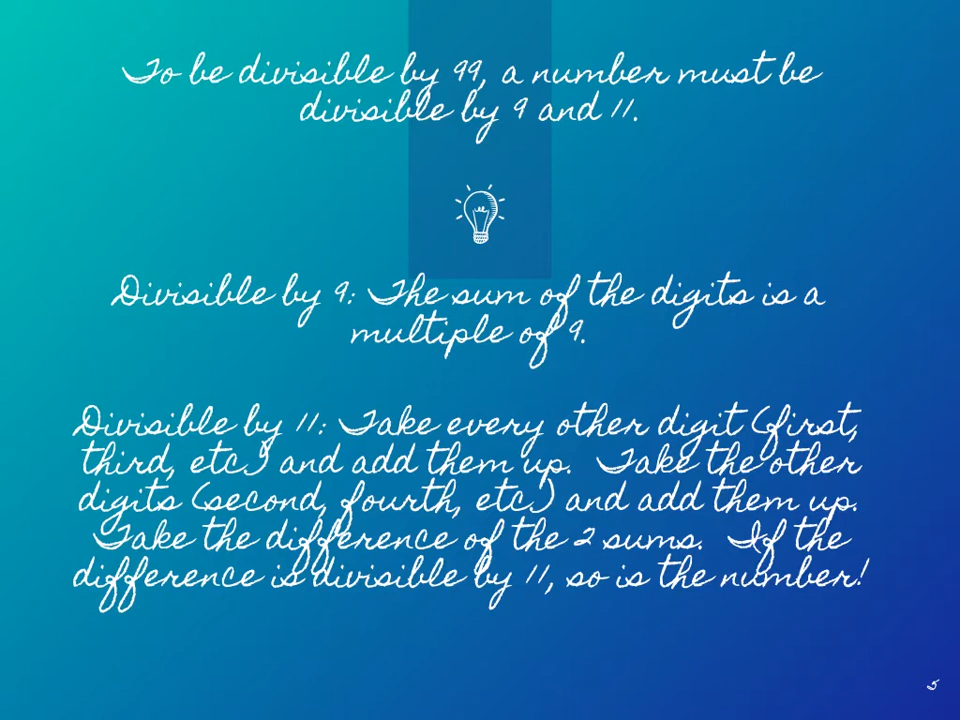 To be divisible by 99, a number must be
divisible by 9 and 11.
Divisible by 9: The sum of the digits is a
multiple of 9.
Divisible by 11: Take every other digit (first,
third, etc.) and add them up. Take the other
digits (second, fourth, etc.) and add them up.
Take the difference of the 2 sums. If the
difference is divisible by 11, so is the number!
5